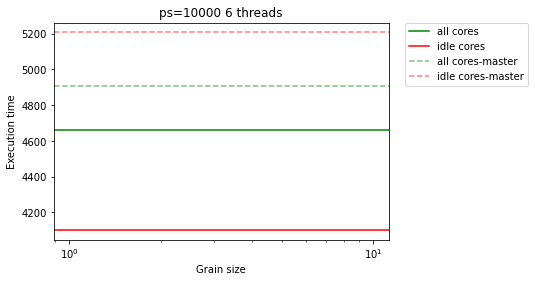 ps=10000 6 threads
all cores
idle cores
all cores-master
idle cores-master
Execution time
5200
5000
4800
4600
4400
4200
10⁰
10¹
Grain size